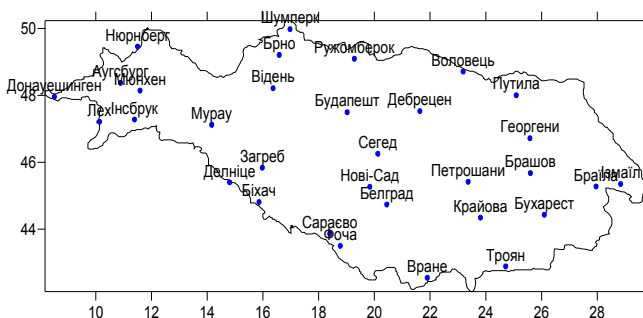 50
48
46
44
Шумперк
Нюрнберг
Брно
Ружомберок
Воловець
Аугсбург
Мюнхен
Донауешинген
Відень
Путила
Лех
Інсбрук
Мурау
Будапешт
Дебрецен
Георгени
Сегед
Загреб
Делніце
Біхач
Нові-Сад
Белград
Петрошани
Брашов
Браїла
Ізмаїл
Крайова
Бухарест
Сараєво
Фоча
Вране
Троян
10 12 14 16 18 20 22 24 26 28